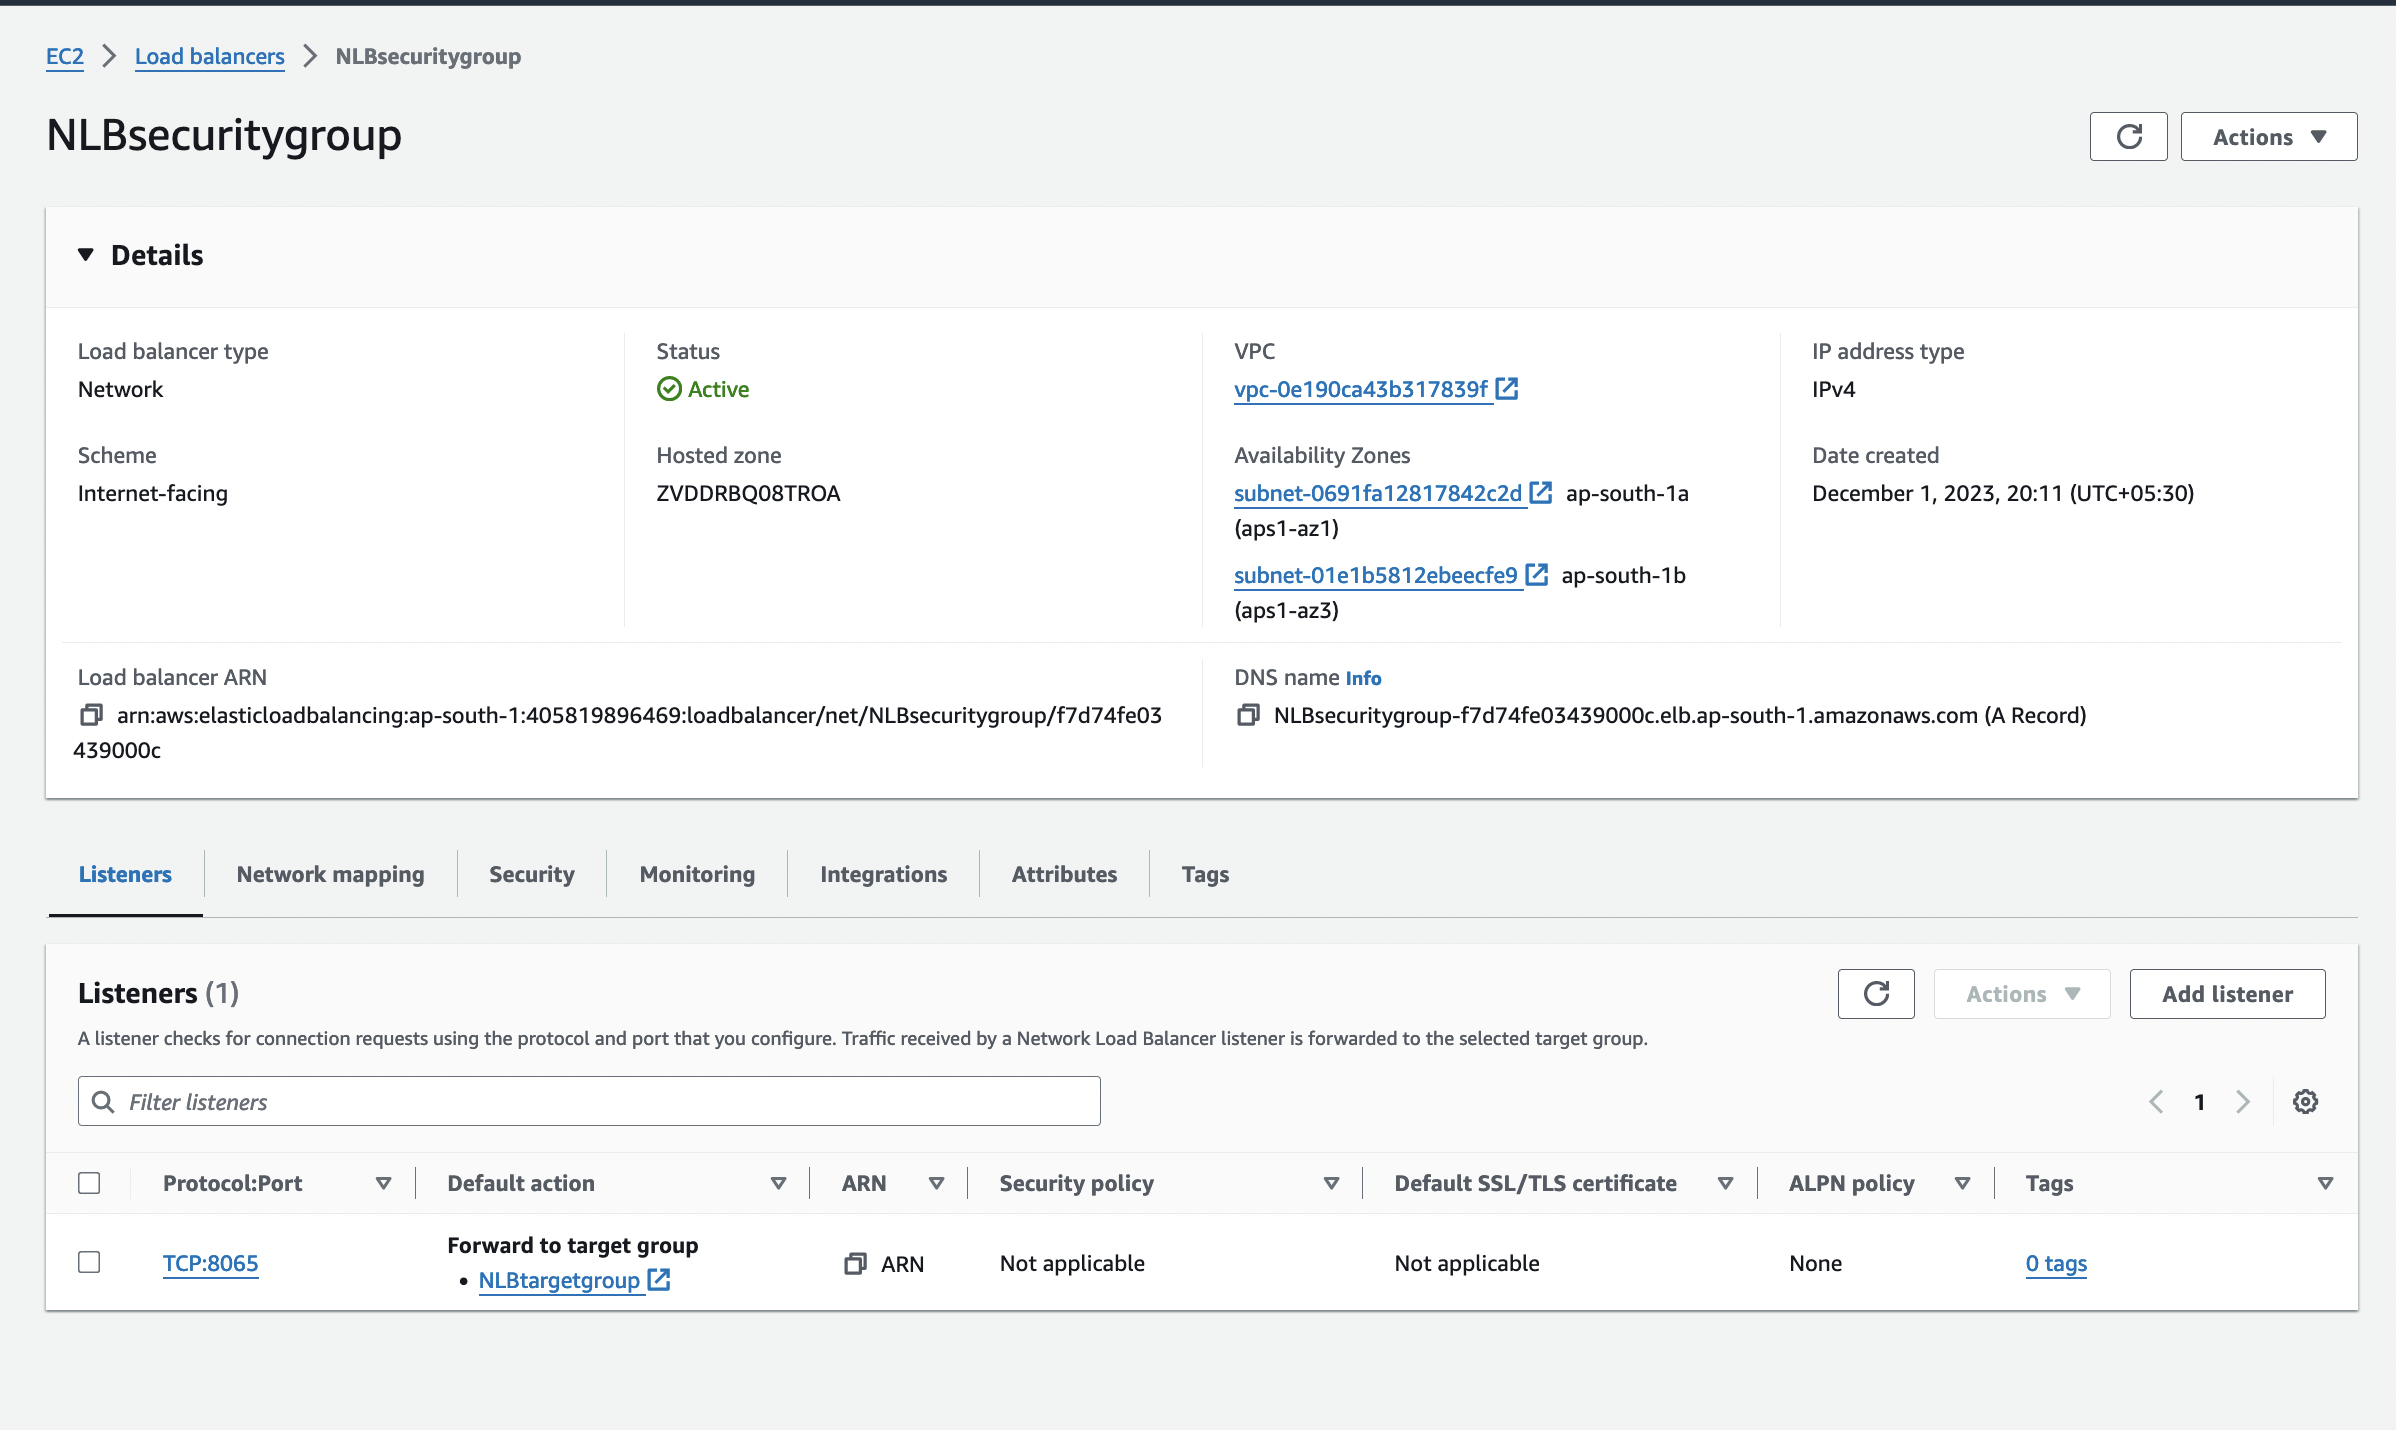 EC2 > Load balancers > NLBsecuritygroup
NLBsecuritygroup
Actions
Details
Load balancer type
Network
Status
Active
VPC
vpc-0e190ca43b317839f
IP address type
IPv4
Scheme
Internet-facing
Hosted zone
ZVDDRBQ08TROA
Availability Zones
subnet-0691fa12817842c2d ap-south-1a
(aps1-az1)
subnet-01e1b5812ebeecfe9 ap-south-1b
(aps1-az3)
Date created
December 1, 2023, 20:11 (UTC+05:30)
Load balancer ARN
arn:aws:elasticloadbalancing:ap-south-1:405819896469:loadbalancer/net/NLBsecuritygroup/f7d74fe03
439000c
DNS name Info
NLBsecuritygroup-f7d74fe03439000c.elb.ap-south-1.amazonaws.com (A Record)
Listeners Network mapping Security Monitoring Integrations Attributes Tags
Listeners (1)
Actions
Add listener
A listener checks for connection requests using the protocol and port that you configure. Traffic received by a Network Load Balancer listener is forwarded to the selected target group.
Filter listeners
1
Protocol:Port Default action ARN Security policy Default SSL/TLS certificate ALPN policy Tags
Forward to target group
TCP:8065 ARN Not applicable Not applicable None 0 tags
• NLBtargetgroup